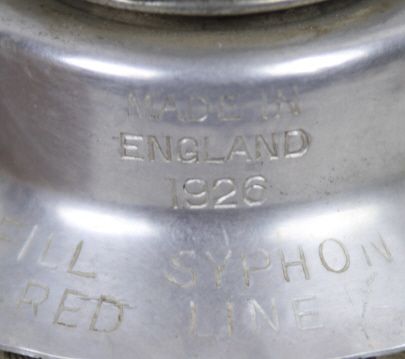 MADE IN
ENGLAND
1926
FILL SYPHON
RED LINE